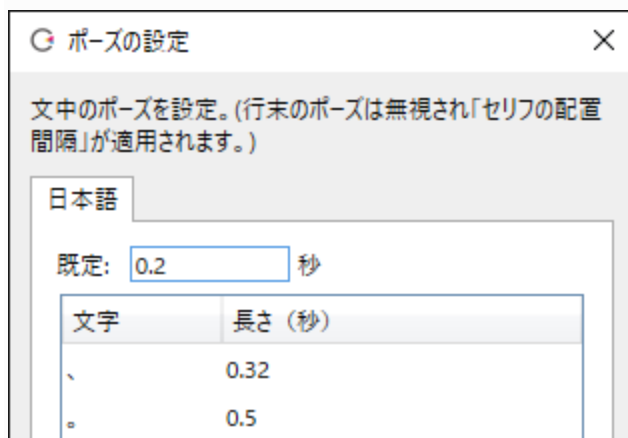 ポーズの設定
文中のポーズを設定。(行末のポーズは無視され「セリフの配置
間隔」が適用されます。)
日本語
既定: 0.2 秒
文字 長さ（秒）
、 0.32
。 0.5